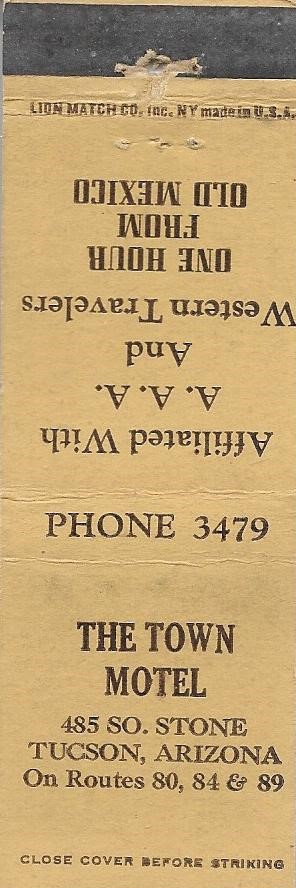 LION MATCH CO. Inc. NY made in U.S.A.
Affiliated With
A. A. A.
And
Western Travelers
ONE HOUR
FROM
OLD MEXICO
PHONE 3479
THE TOWN
MOTEL
485 SO. STONE
TUCSON, ARIZONA
On Routes 80, 84 & 89
CLOSE COVER BEFORE STRIKING